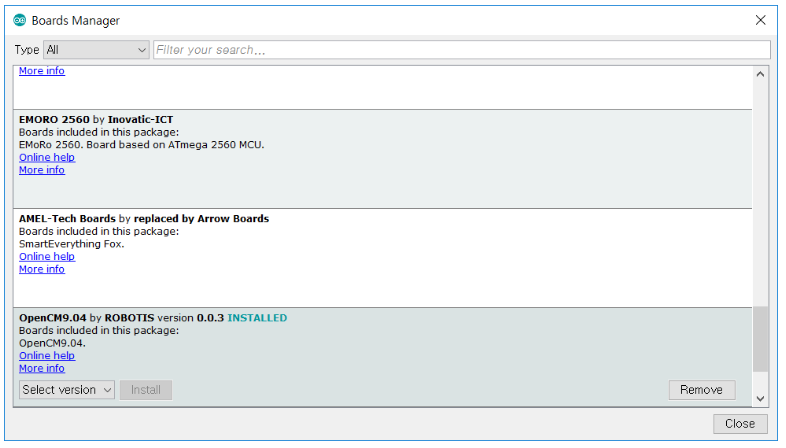 Boards Manager
Type All Filter your search...
More info
EMORO 2560 by Inovatic-ICT
Boards included in this package:
EMoRo 2560. Board based on ATmega 2560 MCU.
Online help
More info
AMEL-Tech Boards by replaced by Arrow Boards
Boards included in this package:
SmartEverything Fox.
Online help
More info
OpenCM9.04 by ROBOTIS version 0.0.3 INSTALLED
Boards included in this package:
OpenCM9.04.
Online help
More info
Select version Install Remove
Close